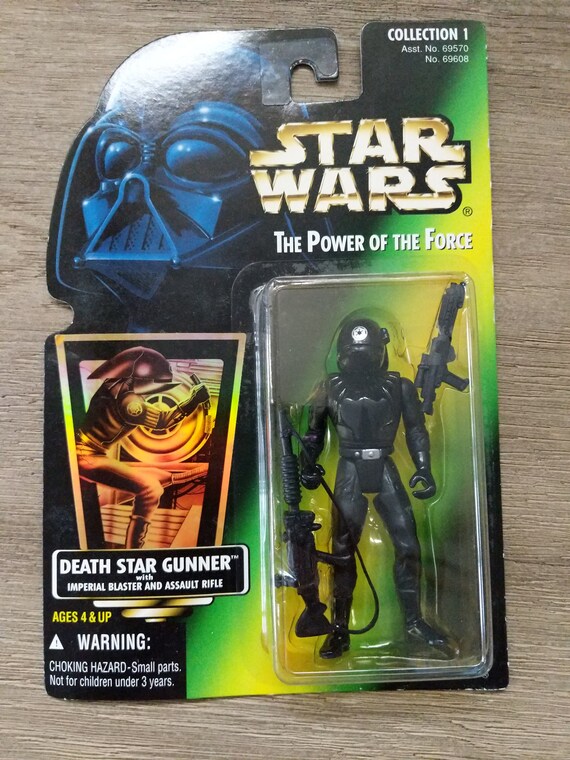 COLLECTION 1
Asst. No. 69570
No. 69608
STAR
WARS®
THE POWER OF THE FORCE
DEATH STAR GUNNER™
with
IMPERIAL BLASTER AND ASSAULT RIFLE
AGES 4 & UP
WARNING:
CHOKING HAZARD-Small parts.
Not for children under 3 years.